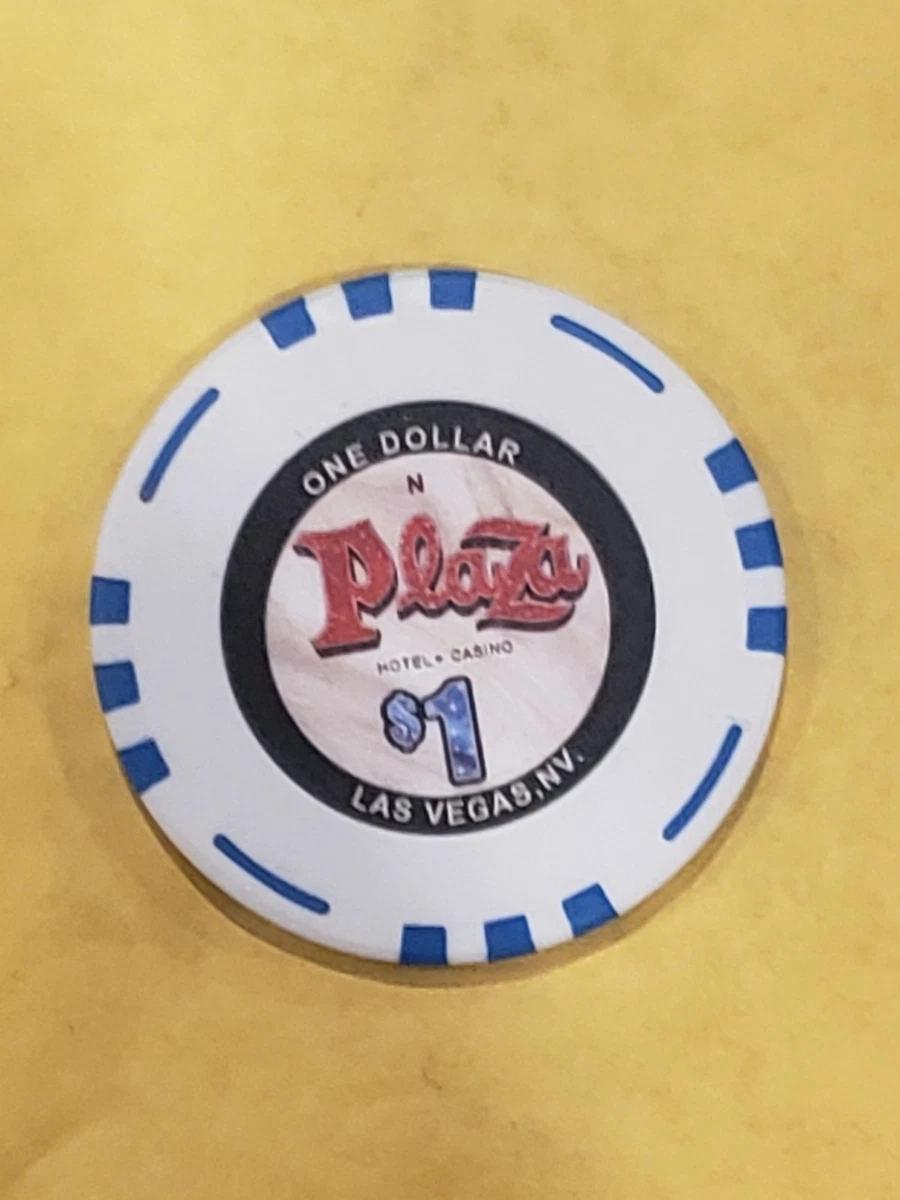 ONE DOLLAR
N
Plaza
HOTEL • CASINO
$1
LAS VEGAS, NV.